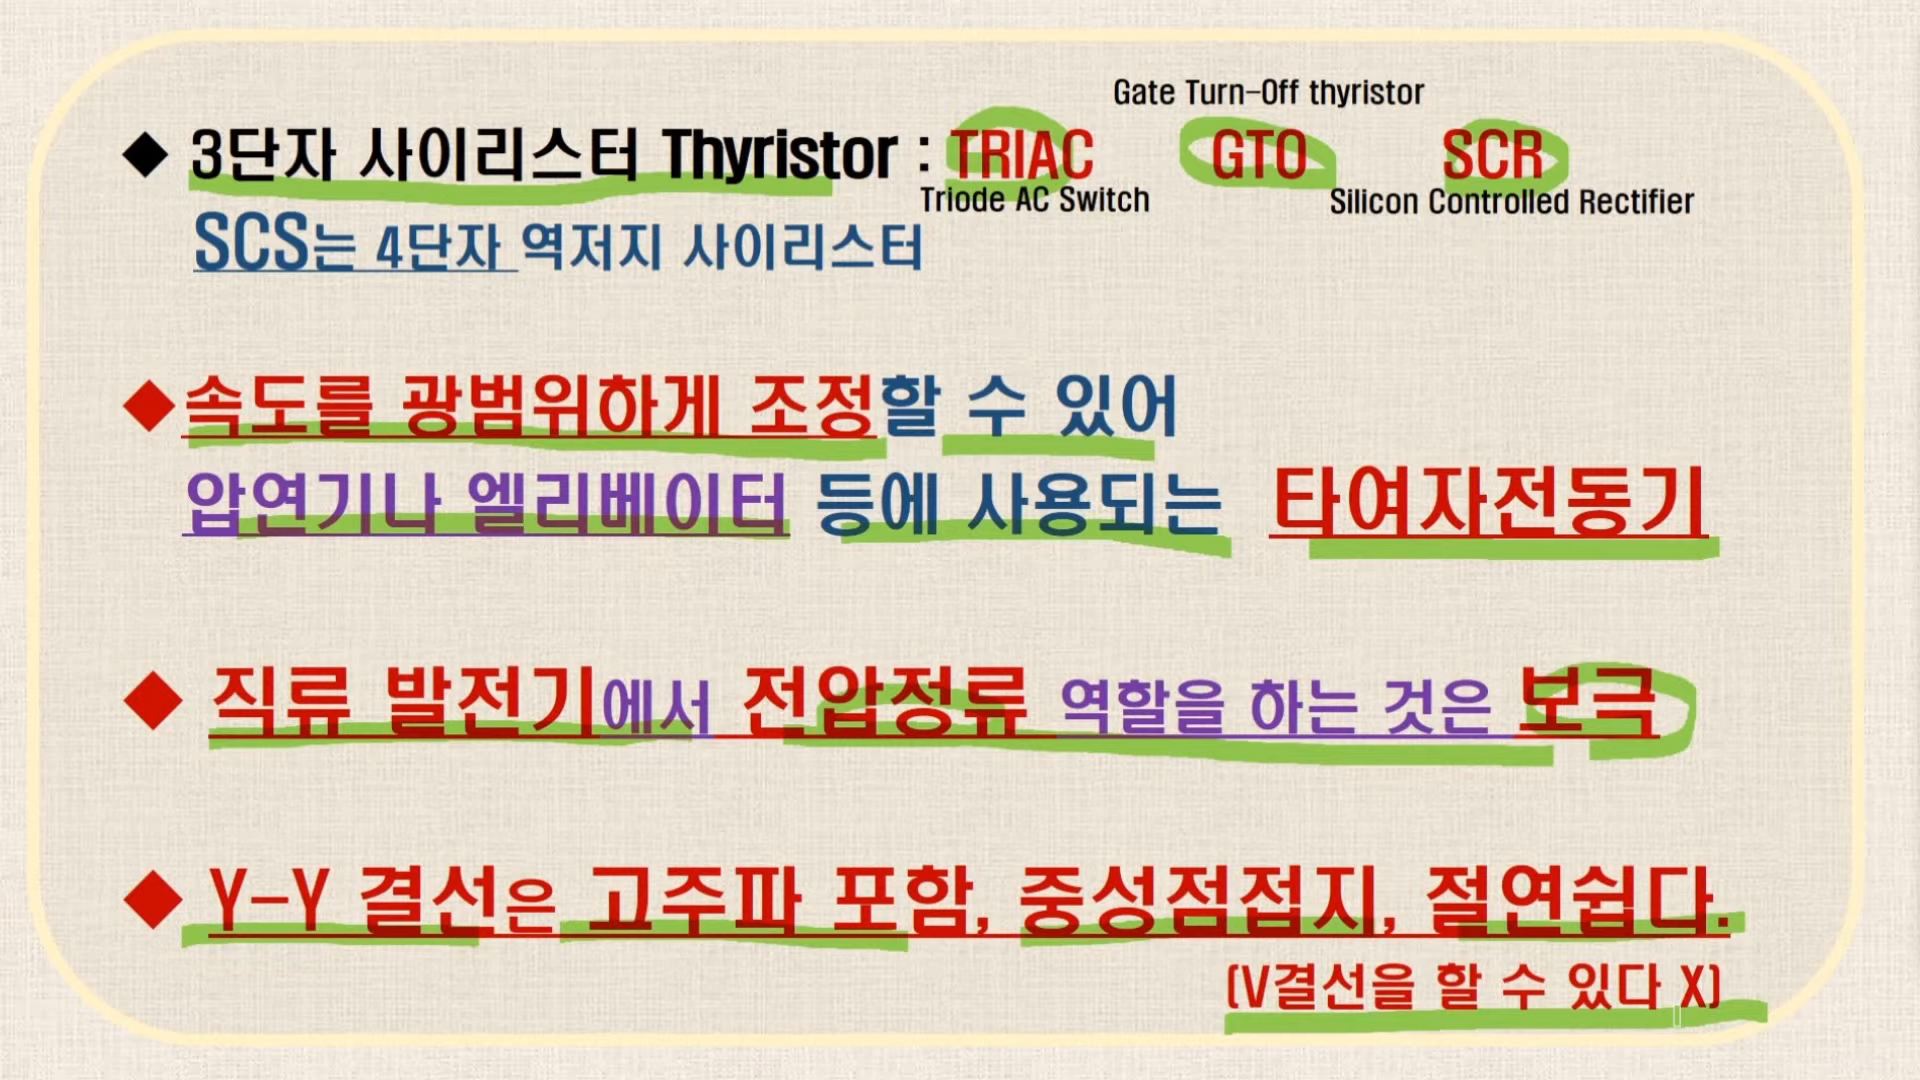 Gate Turn-Off thyristor
◆ 3단자 사이리스터 Thyristor : TRIAC GTO SCR
Triode AC Switch Silicon Controlled Rectifier
SCS는 4단자 역저지 사이리스터
◆속도를 광범위하게 조정할 수 있어
압연기나 엘리베이터 등에 사용되는 타여자전동기
◆ 직류 발전기에서 전압정류 역할을 하는 것은 보극
◆ Y-Y 결선은 고주파 포함, 중성점접지, 절연쉽다.
(V결선을 할 수 있다 X)